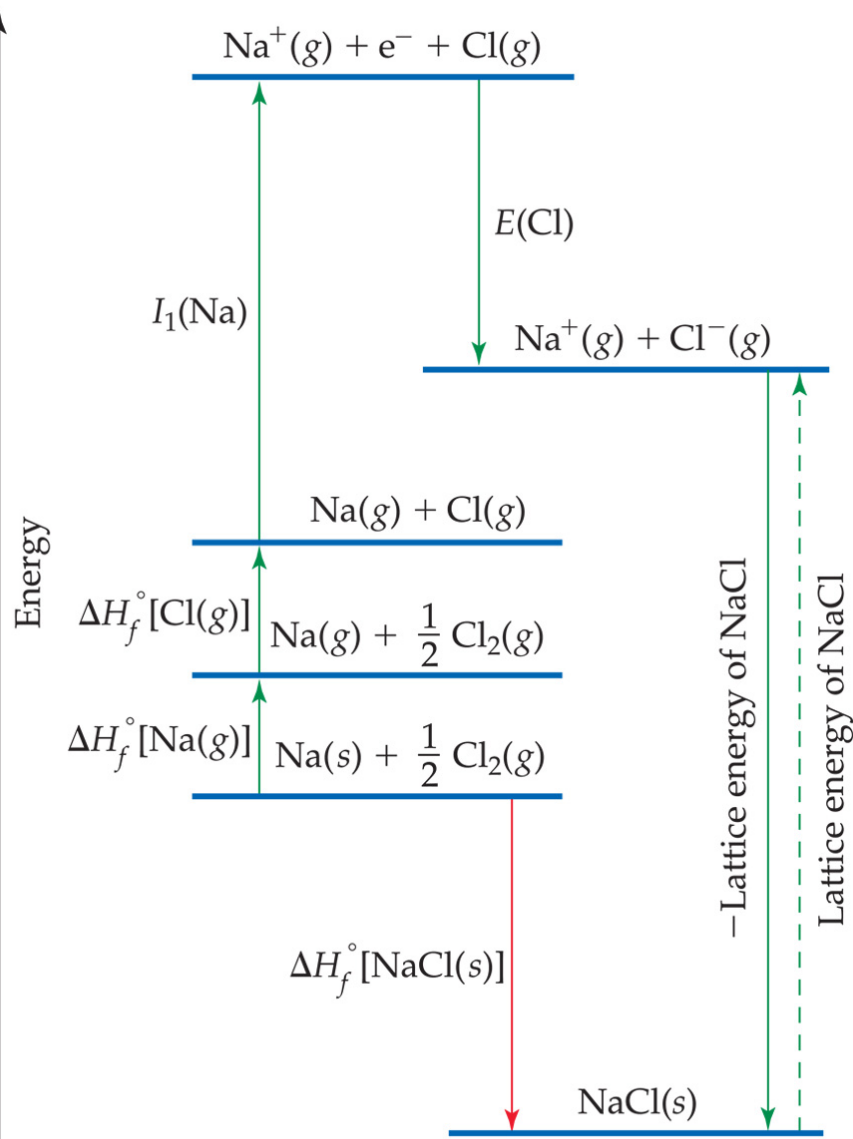 Na⁺(g) + e⁻ + Cl(g)
E(Cl)
I₁(Na)
Na⁺(g) + Cl⁻(g)
Na(g) + Cl(g)
Energy
ΔH°f[Cl(g)]
Na(g) + 1/2 Cl₂(g)
ΔH°f[Na(g)]
Na(s) + 1/2 Cl₂(g)
−Lattice energy of NaCl
Lattice energy of NaCl
ΔH°f[NaCl(s)]
NaCl(s)